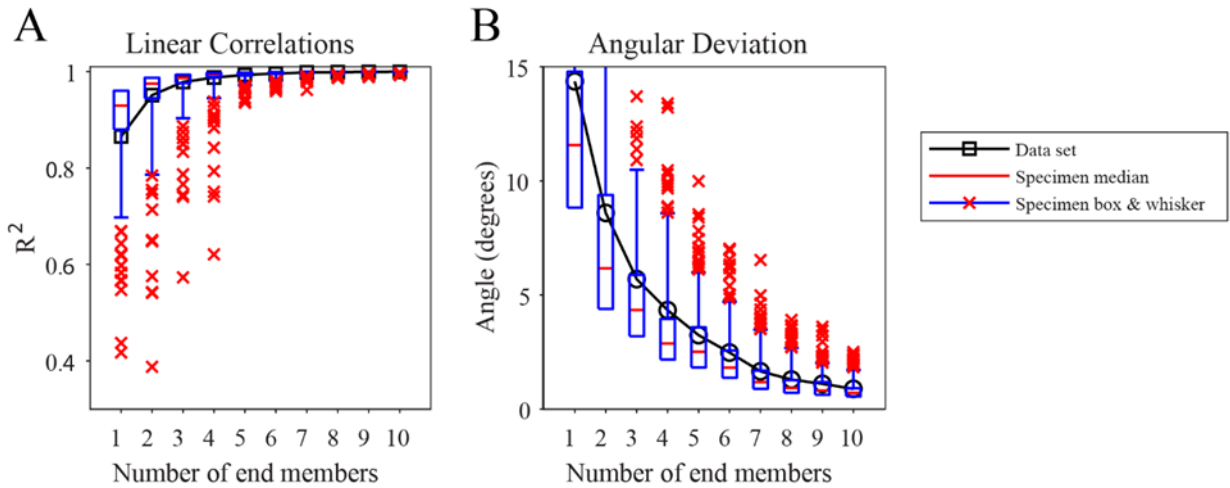 A
Linear Correlations
1
0.8
0.6
0.4
R²
1 2 3 4 5 6 7 8 9 10
Number of end members
B
Angular Deviation
15
10
5
0
Angle (degrees)
1 2 3 4 5 6 7 8 9 10
Number of end members
Data set
Specimen median
Specimen box & whisker